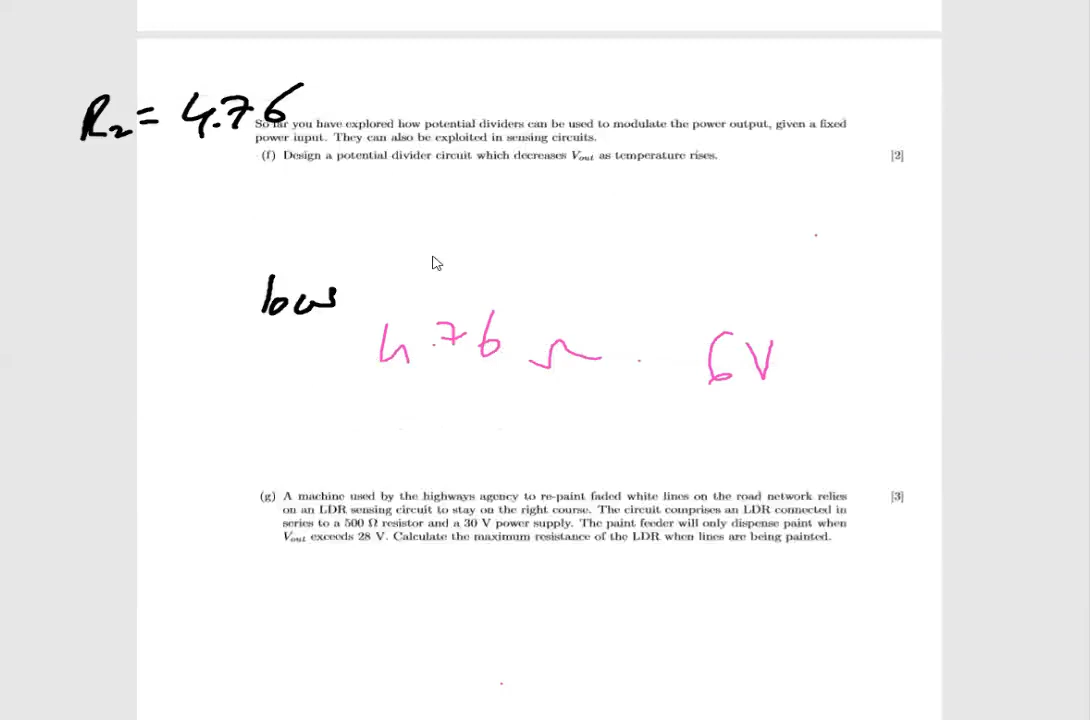 R₂ = 4.76
So far you have explored how potential dividers can be used to modulate the power output, given a fixed
power input. They can also be exploited in sensing circuits.
(f) Design a potential divider circuit which decreases Vout as temperature rises. [2]
low
4.76 Ω 6V
(g) A machine used by the highways agency to re-paint faded white lines on the road network relies [3]
on an LDR sensing circuit to stay on the right course. The circuit comprises an LDR connected in
series to a 500 Ω resistor and a 30 V power supply. The paint feeder will only dispense paint when
Vout exceeds 28 V. Calculate the maximum resistance of the LDR when lines are being painted.